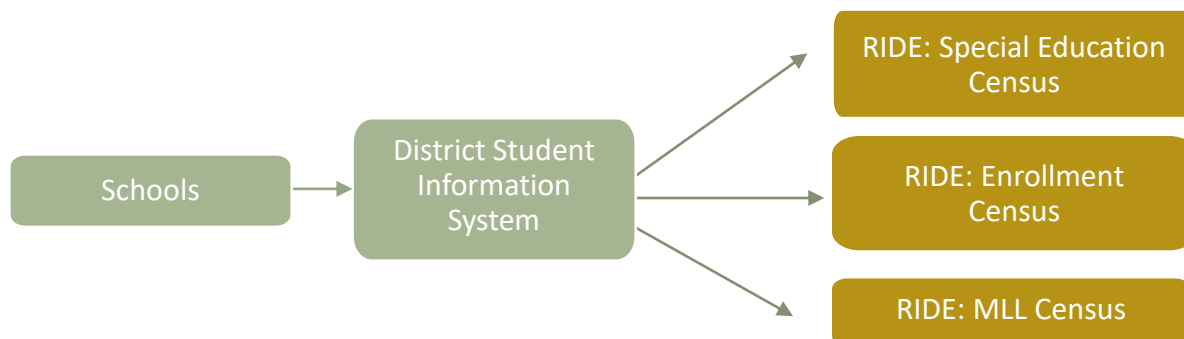 Schools
District Student
Information
System
RIDE: Special Education
Census
RIDE: Enrollment
Census
RIDE: MLL Census